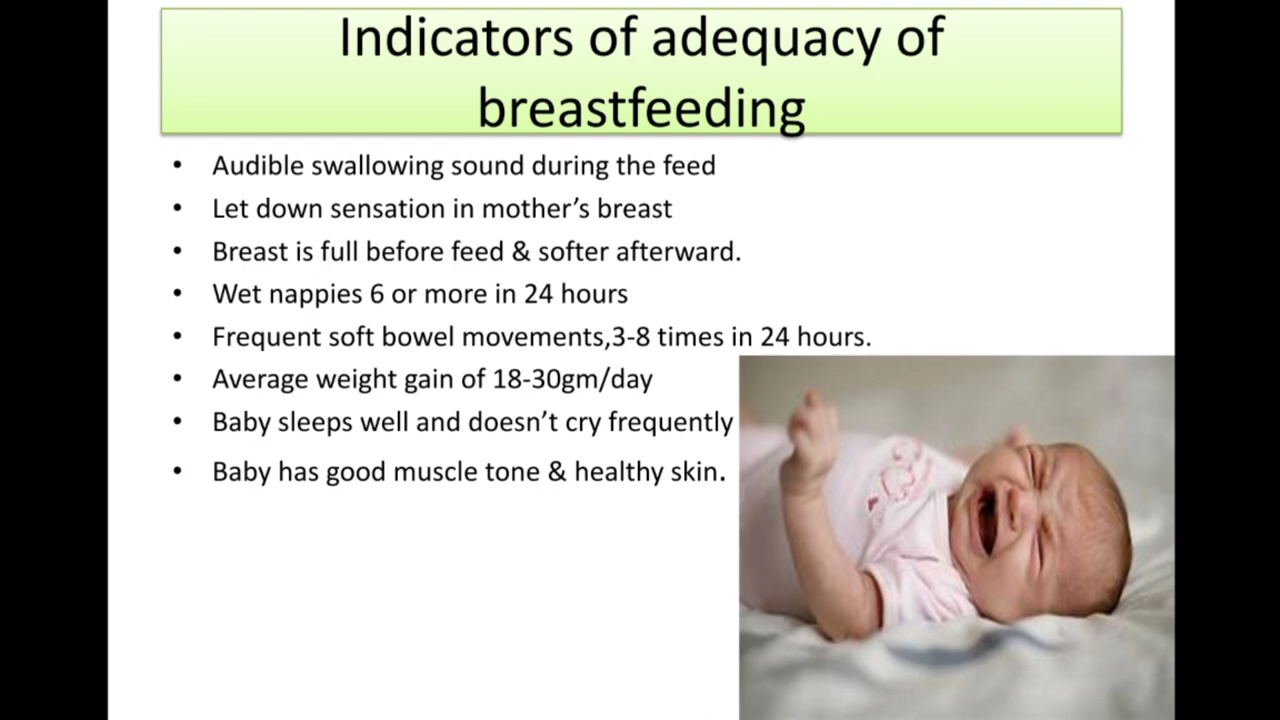 Indicators of adequacy of
breastfeeding
• Audible swallowing sound during the feed
• Let down sensation in mother’s breast
• Breast is full before feed & softer afterward.
• Wet nappies 6 or more in 24 hours
• Frequent soft bowel movements,3-8 times in 24 hours.
• Average weight gain of 18-30gm/day
• Baby sleeps well and doesn’t cry frequently
• Baby has good muscle tone & healthy skin.